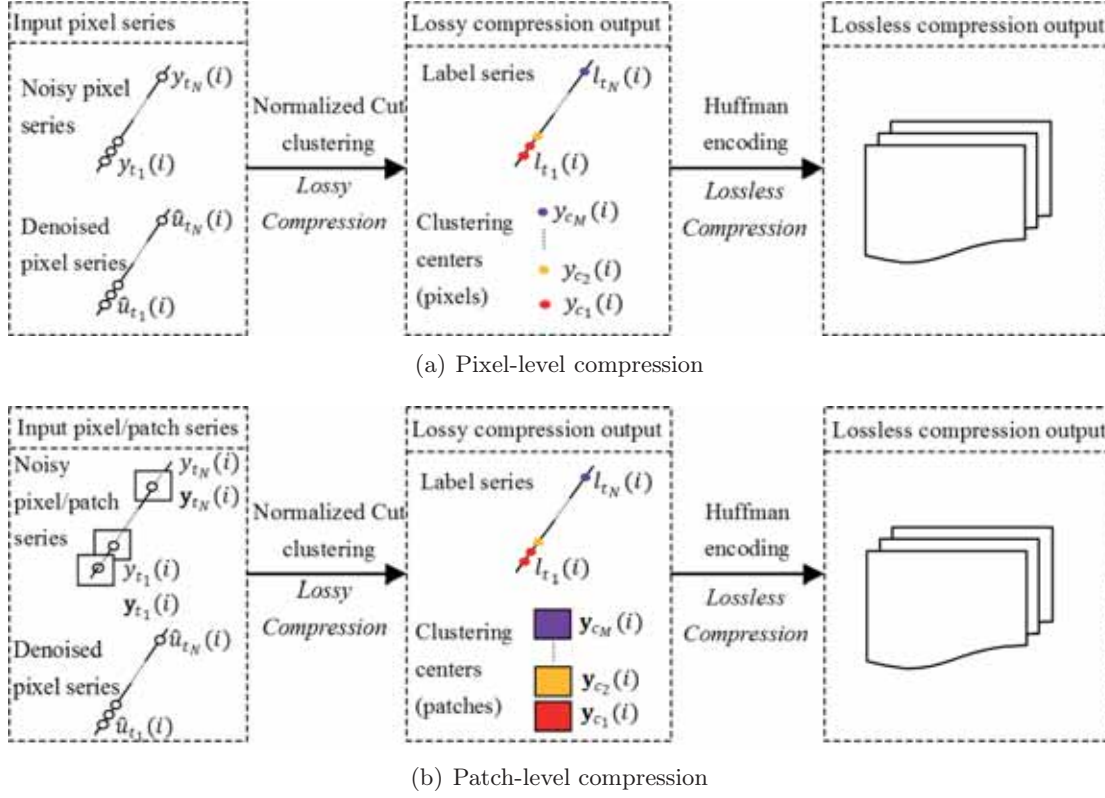 Input pixel series
Noisy pixel
series
y_{t_N}(i)
y_{t_1}(i)
Denoised
pixel series
û_{t_N}(i)
û_{t_1}(i)
Normalized Cut
clustering
Lossy
Compression
Lossy compression output
Label series
l_{t_N}(i)
l_{t_1}(i)
Clustering
centers
(pixels)
y_{c_M}(i)
y_{c_2}(i)
y_{c_1}(i)
Huffman
encoding
Lossless
Compression
Lossless compression output
(a) Pixel-level compression
Input pixel/patch series
Noisy
pixel/patch
series
y_{t_N}(i)
𝐲_{t_N}(i)
y_{t_1}(i)
𝐲_{t_1}(i)
Denoised
pixel series
û_{t_N}(i)
û_{t_1}(i)
Normalized Cut
clustering
Lossy
Compression
Lossy compression output
Label series
l_{t_N}(i)
l_{t_1}(i)
Clustering
centers
(patches)
𝐲_{c_M}(i)
𝐲_{c_2}(i)
𝐲_{c_1}(i)
Huffman
encoding
Lossless
Compression
Lossless compression output
(b) Patch-level compression